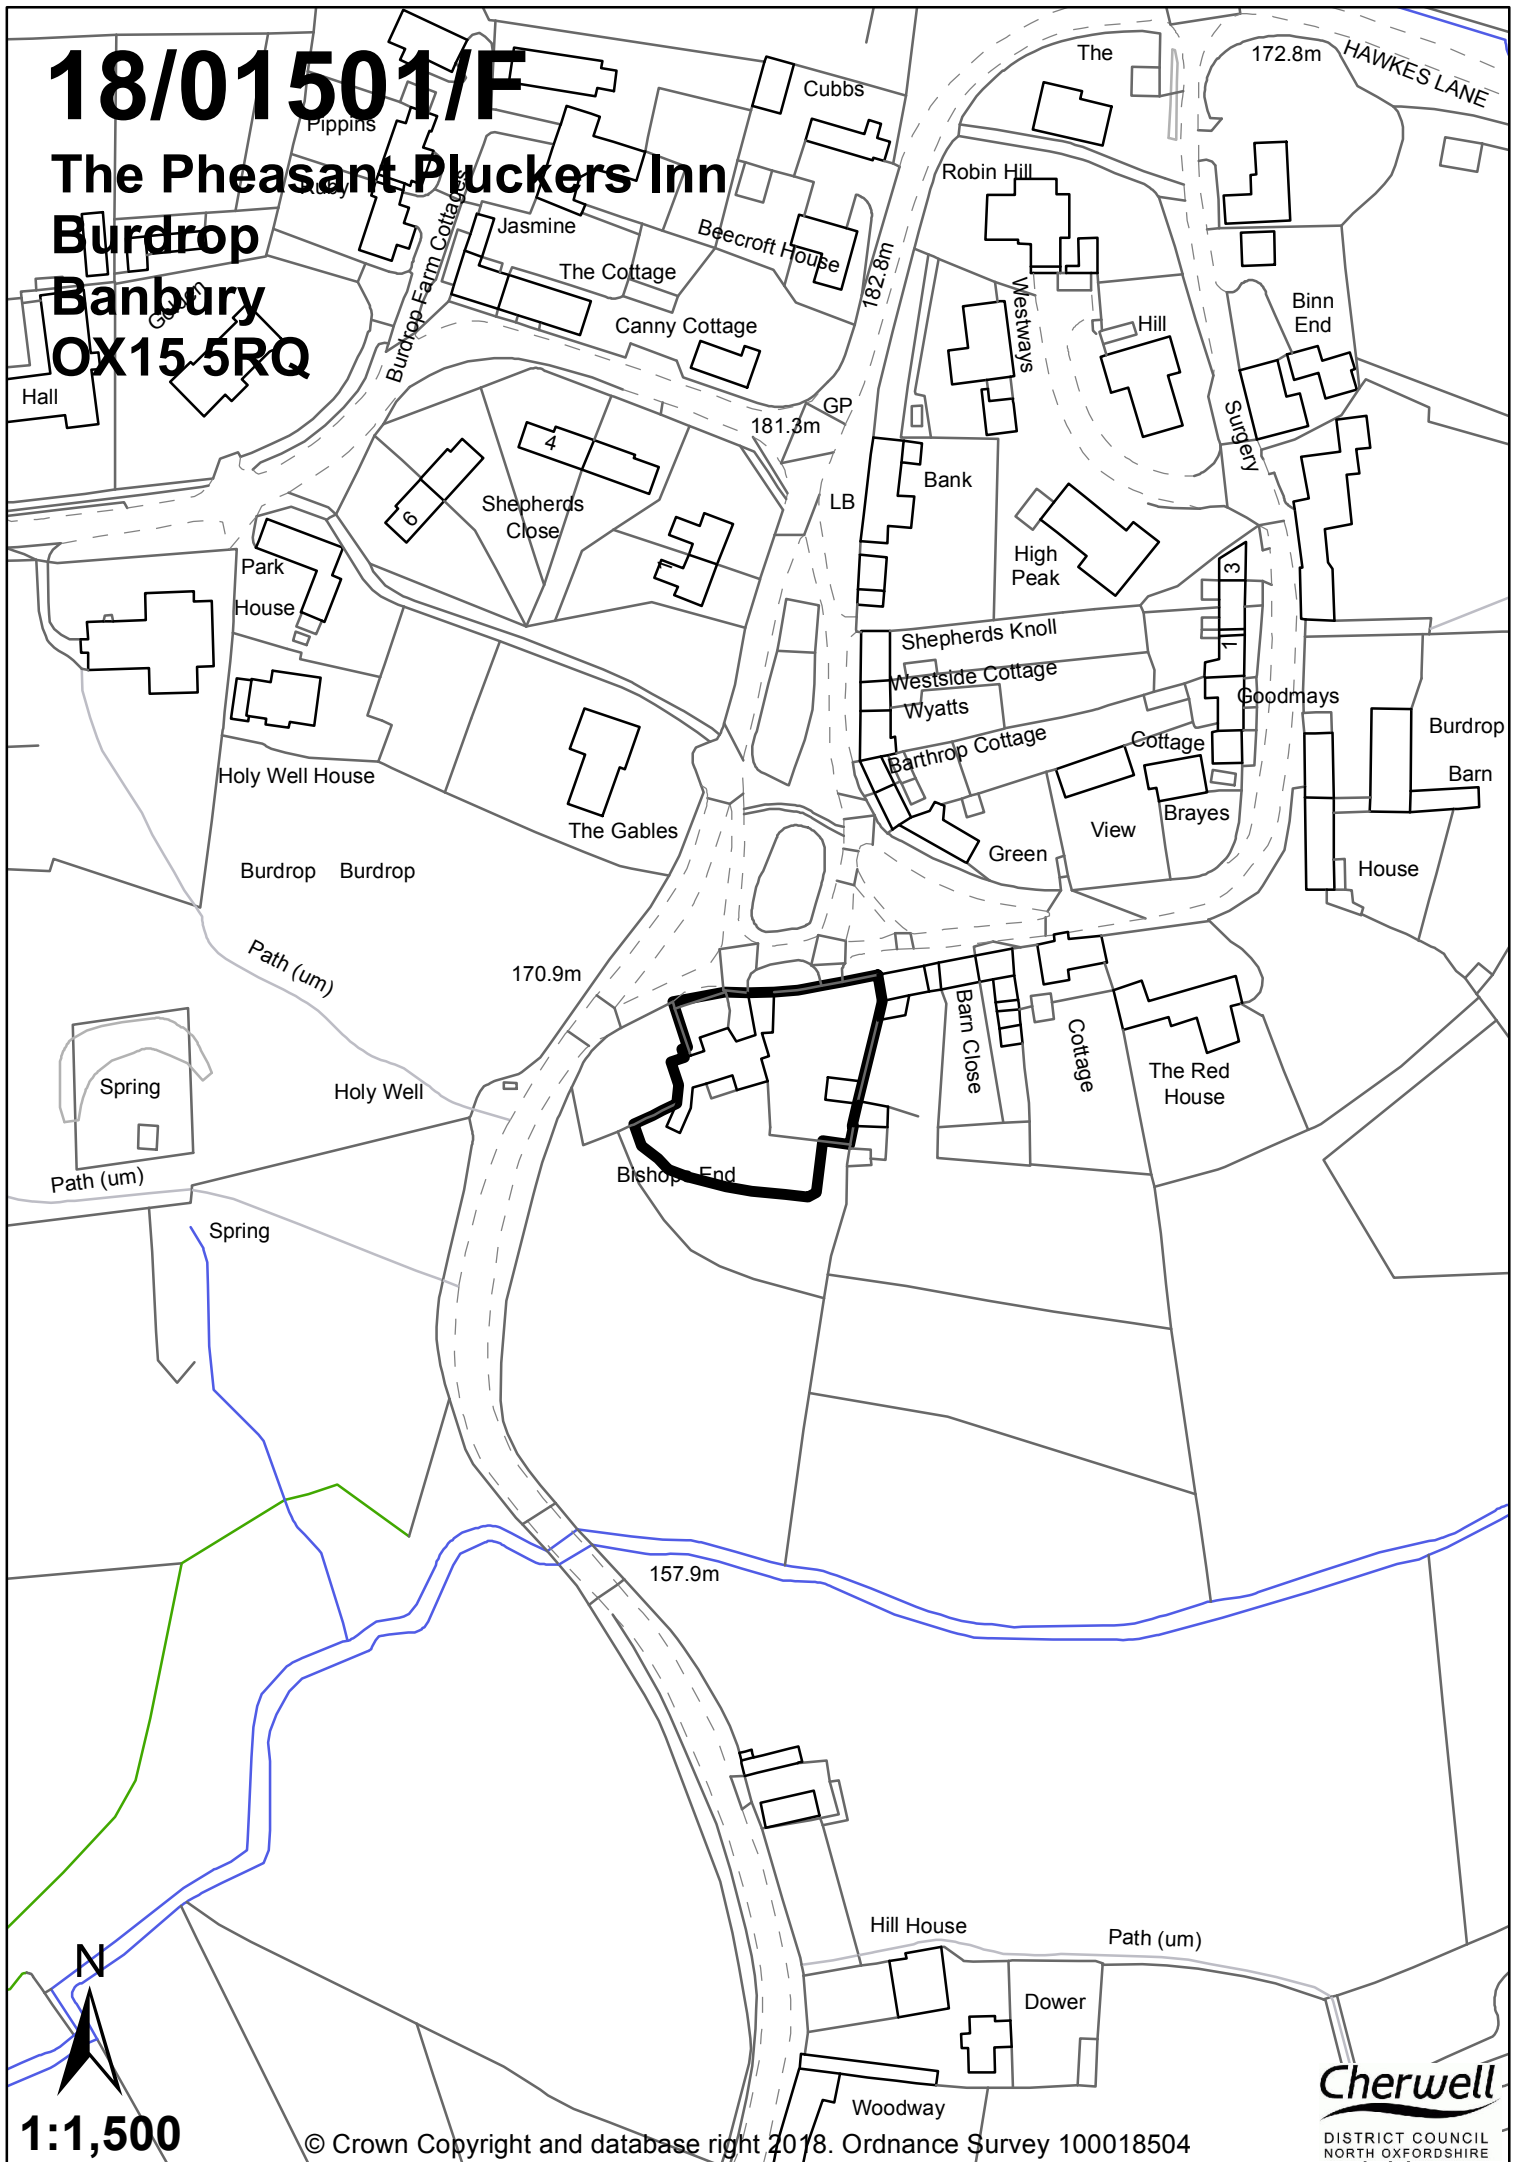 18/01501/F
The Pheasant Pluckers Inn
Burdrop
Banbury
OX15 5RQ
Pippins
Ruby
Cubbs
The
172.8m
HAWKES LANE
Robin Hill
Jasmine
Burdrop Farm Cottages
Beecroft House
The Cottage
182.8m
Westways
Canny Cottage
Hill
Binn
End
Hall
GP
181.3m
Surgery
4
6
Shepherds
Close
LB
Bank
High
Peak
Park
House
3
1
Shepherds Knoll
Westside Cottage
Wyatts
Barthrop Cottage
Goodmays
Cottage
Burdrop
Barn
Holy Well House
The Gables
Green
View
Brayes
House
Burdrop
Burdrop
Path (um)
170.9m
Barn Close
Cottage
The Red
House
Spring
Holy Well
Path (um)
Bishops End
Spring
157.9m
Hill House
Path (um)
Dower
Woodway
N
1:1,500
© Crown Copyright and database right 2018. Ordnance Survey 100018504
Cherwell
DISTRICT COUNCIL
NORTH OXFORDSHIRE